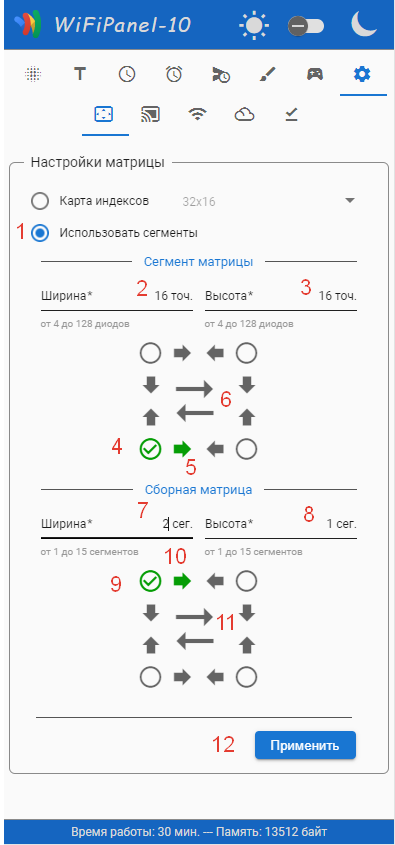 WiFiPanel-10
T
Настройки матрицы
Карта индексов 32x16
1 Использовать сегменты
Сегмент матрицы
Ширина* 2 16 точ. Высота* 3 16 точ.
от 4 до 128 диодов от 4 до 128 диодов
6
4
5
Сборная матрица
7 8
Ширина* 2 сег. Высота* 1 сег.
от 1 до 15 сегментов 10 от 1 до 15 сегментов
9
11
12 Применить
Время работы: 30 мин. --- Память: 13512 байт